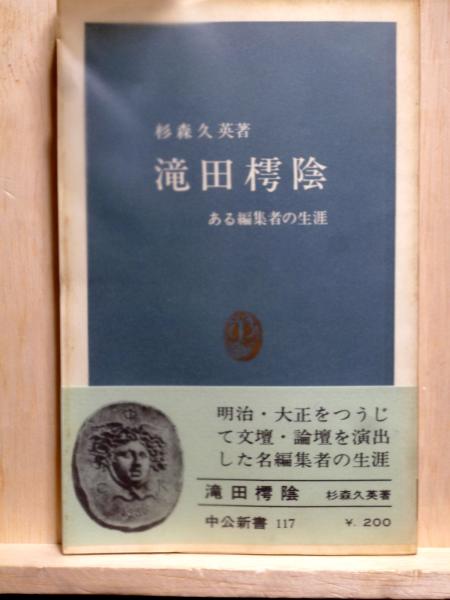 杉森久英著
滝田樗陰
ある編集者の生涯
明治・大正をつうじ
て文壇・論壇を演出
した名編集者の生涯
滝田樗陰 杉森久英著
中公新書 117 ¥. 200